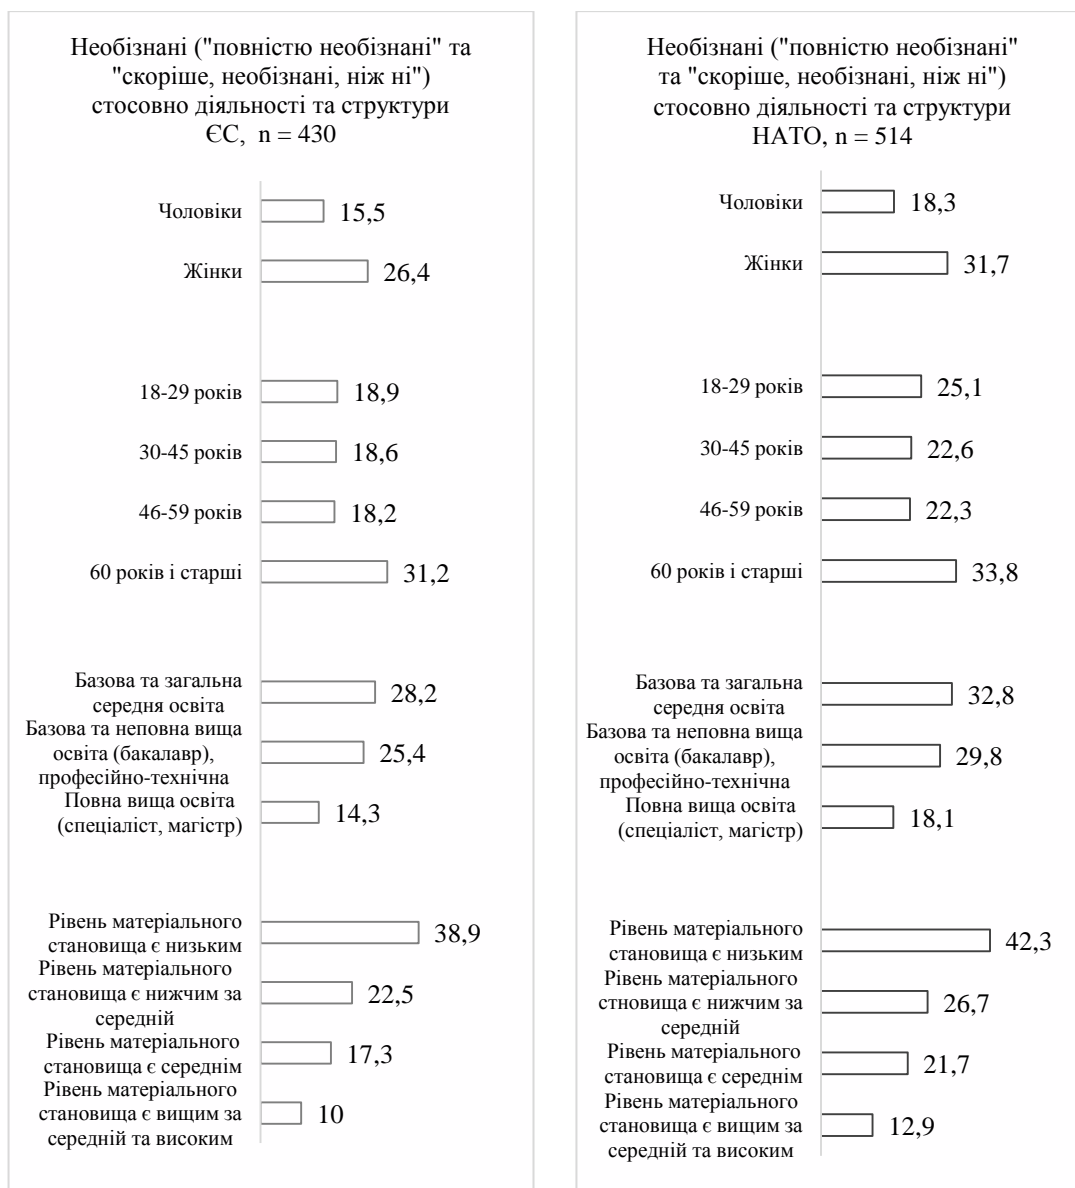 Необізнані ("повністю необізнані" та
"скоріше, необізнані, ніж ні")
стосовно діяльності та структури
ЄС, n = 430
Чоловіки 15,5
Жінки 26,4
18-29 років 18,9
30-45 років 18,6
46-59 років 18,2
60 років і старші 31,2
Базова та загальна
середня освіта 28,2
Базова та неповна вища
освіта (бакалавр), 25,4
професійно-технічна
Повна вища освіта
(спеціаліст, магістр) 14,3
Рівень матеріального
становища є низьким 38,9
Рівень матеріального
становища є нижчим за 22,5
середній
Рівень матеріального
становища є середнім 17,3
Рівень матеріального
становища є вищим за 10
середній та високим
Необізнані ("повністю необізнані"
та "скоріше, необізнані, ніж ні")
стосовно діяльності та структури
НАТО, n = 514
Чоловіки 18,3
Жінки 31,7
18-29 років 25,1
30-45 років 22,6
46-59 років 22,3
60 років і старші 33,8
Базова та загальна
середня освіта 32,8
Базова та неповна вища
освіта (бакалавр), 29,8
професійно-технічна
Повна вища освіта
(спеціаліст, магістр) 18,1
Рівень матеріального
становища є низьким 42,3
Рівень матеріального
стновища є нижчим за 26,7
середній
Рівень матеріального
становища є середнім 21,7
Рівень матеріального
становища є вищим за 12,9
середній та високим